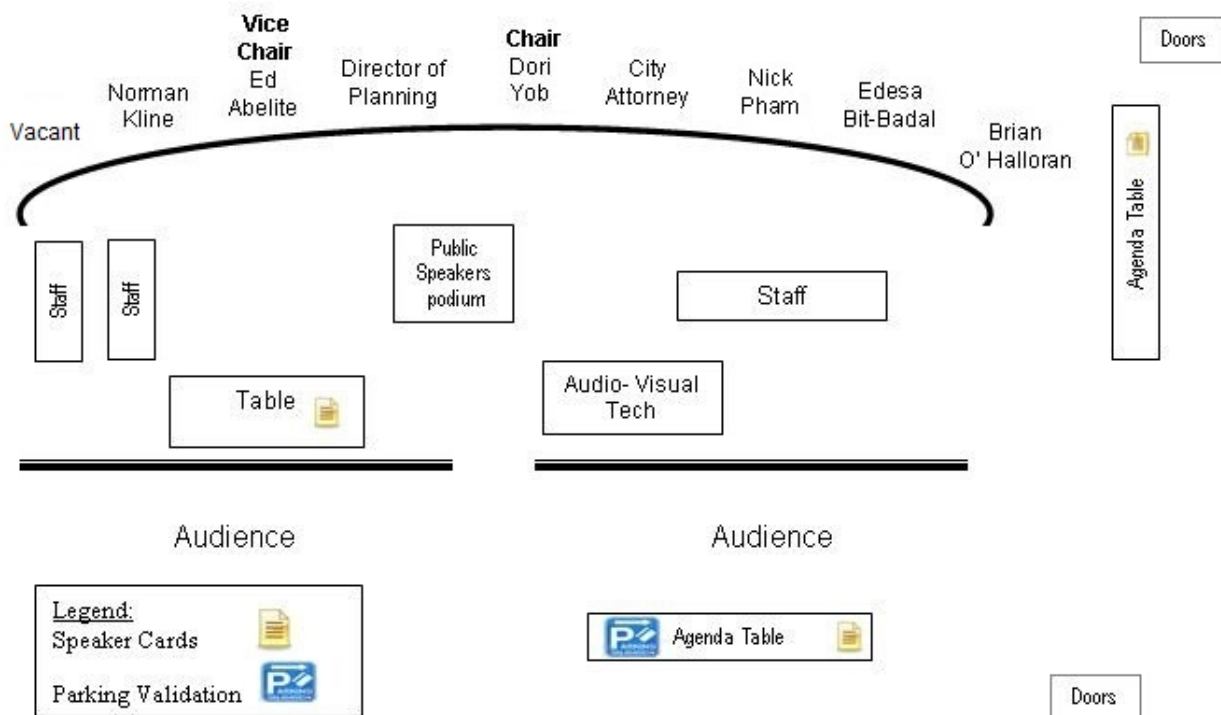 Vice
Chair
Ed
Abelite
Chair
Dori
Yob
Doors
Director of
Planning
City
Attorney
Nick
Pham
Norman
Kline
Edesa
Bit-Badal
Vacant
Brian
O' Halloran
Agenda Table
Staff
Staff
Public
Speakers
podium
Staff
Table
Audio- Visual
Tech
Audience
Audience
Legend:
Speaker Cards
Parking Validation
Agenda Table
Doors